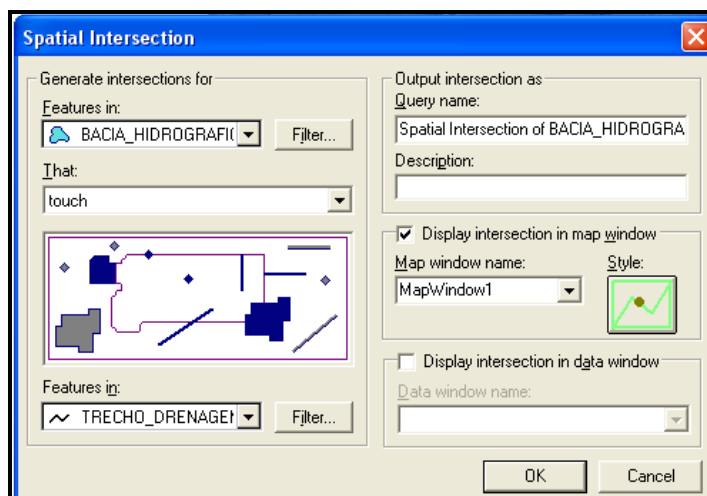 Spatial Intersection
Generate intersections for
Features in:
BACIA_HIDROGRAFI(
Filter...
That:
touch
Features in:
TRECHO_DRENAGEN
Filter...
Output intersection as
Query name:
Spatial Intersection of BACIA_HIDROGRA
Description:
Display intersection in map window
Map window name:
MapWindow1
Style:
Display intersection in data window
Data window name:
OK
Cancel